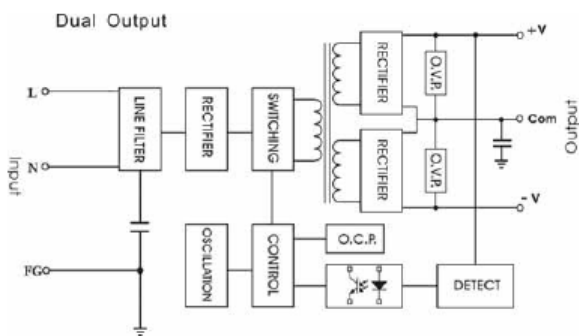 Dual Output
L
N
FG
Input
LINE FILTER
RECTIFIER
SWITCHING
RECTIFIER
RECTIFIER
O.V.P.
O.V.P.
+V
Com
-V
Output
OSCILLATION
CONTROL
O.C.P.
DETECT